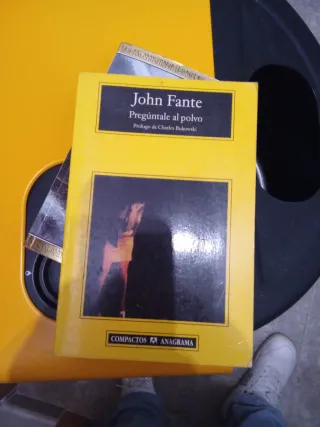 John Fante
Pregúntale al polvo
Prólogo de Charles Bukowski
COMPACTOS ANAGRAMA